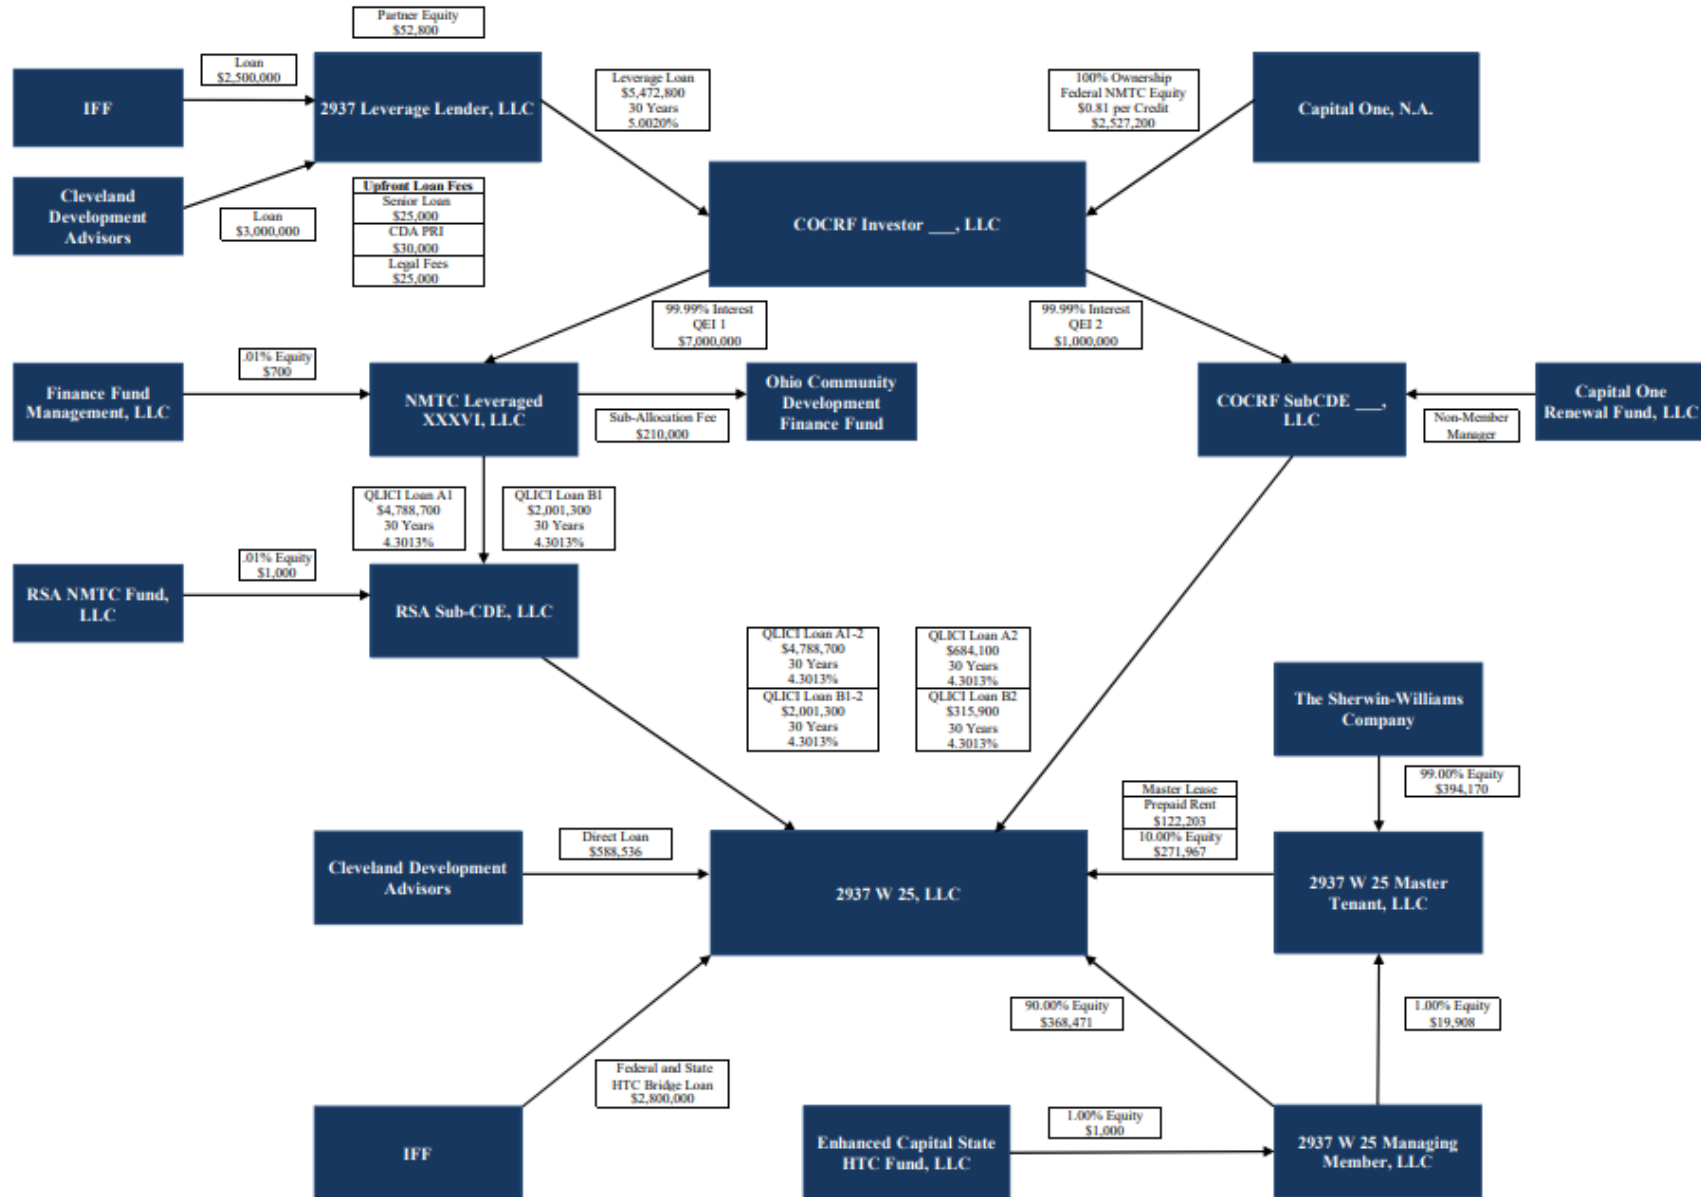 Partner Equity
$52,800
Loan
$2,500,000
IFF
2937 Leverage Lender, LLC
Leverage Loan
$5,472,800
30 Years
5.0020%
100% Ownership
Federal NMTC Equity
$0.81 per Credit
$2,527,200
Capital One, N.A.
Cleveland
Development
Advisors
Loan
$3,000,000
Upfront Loan Fees
Senior Loan
$25,000
CDA PRI
$30,000
Legal Fees
$25,000
COCRF Investor ___, LLC
99.99% Interest
QEI 1
$7,000,000
99.99% Interest
QEI 2
$1,000,000
Finance Fund
Management, LLC
.01% Equity
$700
NMTC Leveraged
XXXVI, LLC
Sub-Allocation Fee
$210,000
Ohio Community
Development
Finance Fund
COCRF SubCDE ___,
LLC
Non-Member
Manager
Capital One
Renewal Fund, LLC
QLICI Loan A1
$4,788,700
30 Years
4.3013%
QLICI Loan B1
$2,001,300
30 Years
4.3013%
RSA NMTC Fund,
LLC
.01% Equity
$1,000
RSA Sub-CDE, LLC
QLICI Loan A1-2
$4,788,700
30 Years
4.3013%
QLICI Loan B1-2
$2,001,300
30 Years
4.3013%
QLICI Loan A2
$684,100
30 Years
4.3013%
QLICI Loan B2
$315,900
30 Years
4.3013%
The Sherwin-Williams
Company
99.00% Equity
$394,170
Master Lease
Prepaid Rent
$122,203
10.00% Equity
$271,967
Cleveland Development
Advisors
Direct Loan
$588,536
2937 W 25, LLC
2937 W 25 Master
Tenant, LLC
90.00% Equity
$368,471
1.00% Equity
$19,908
Federal and State
HTC Bridge Loan
$2,800,000
IFF
Enhanced Capital State
HTC Fund, LLC
1.00% Equity
$1,000
2937 W 25 Managing
Member, LLC